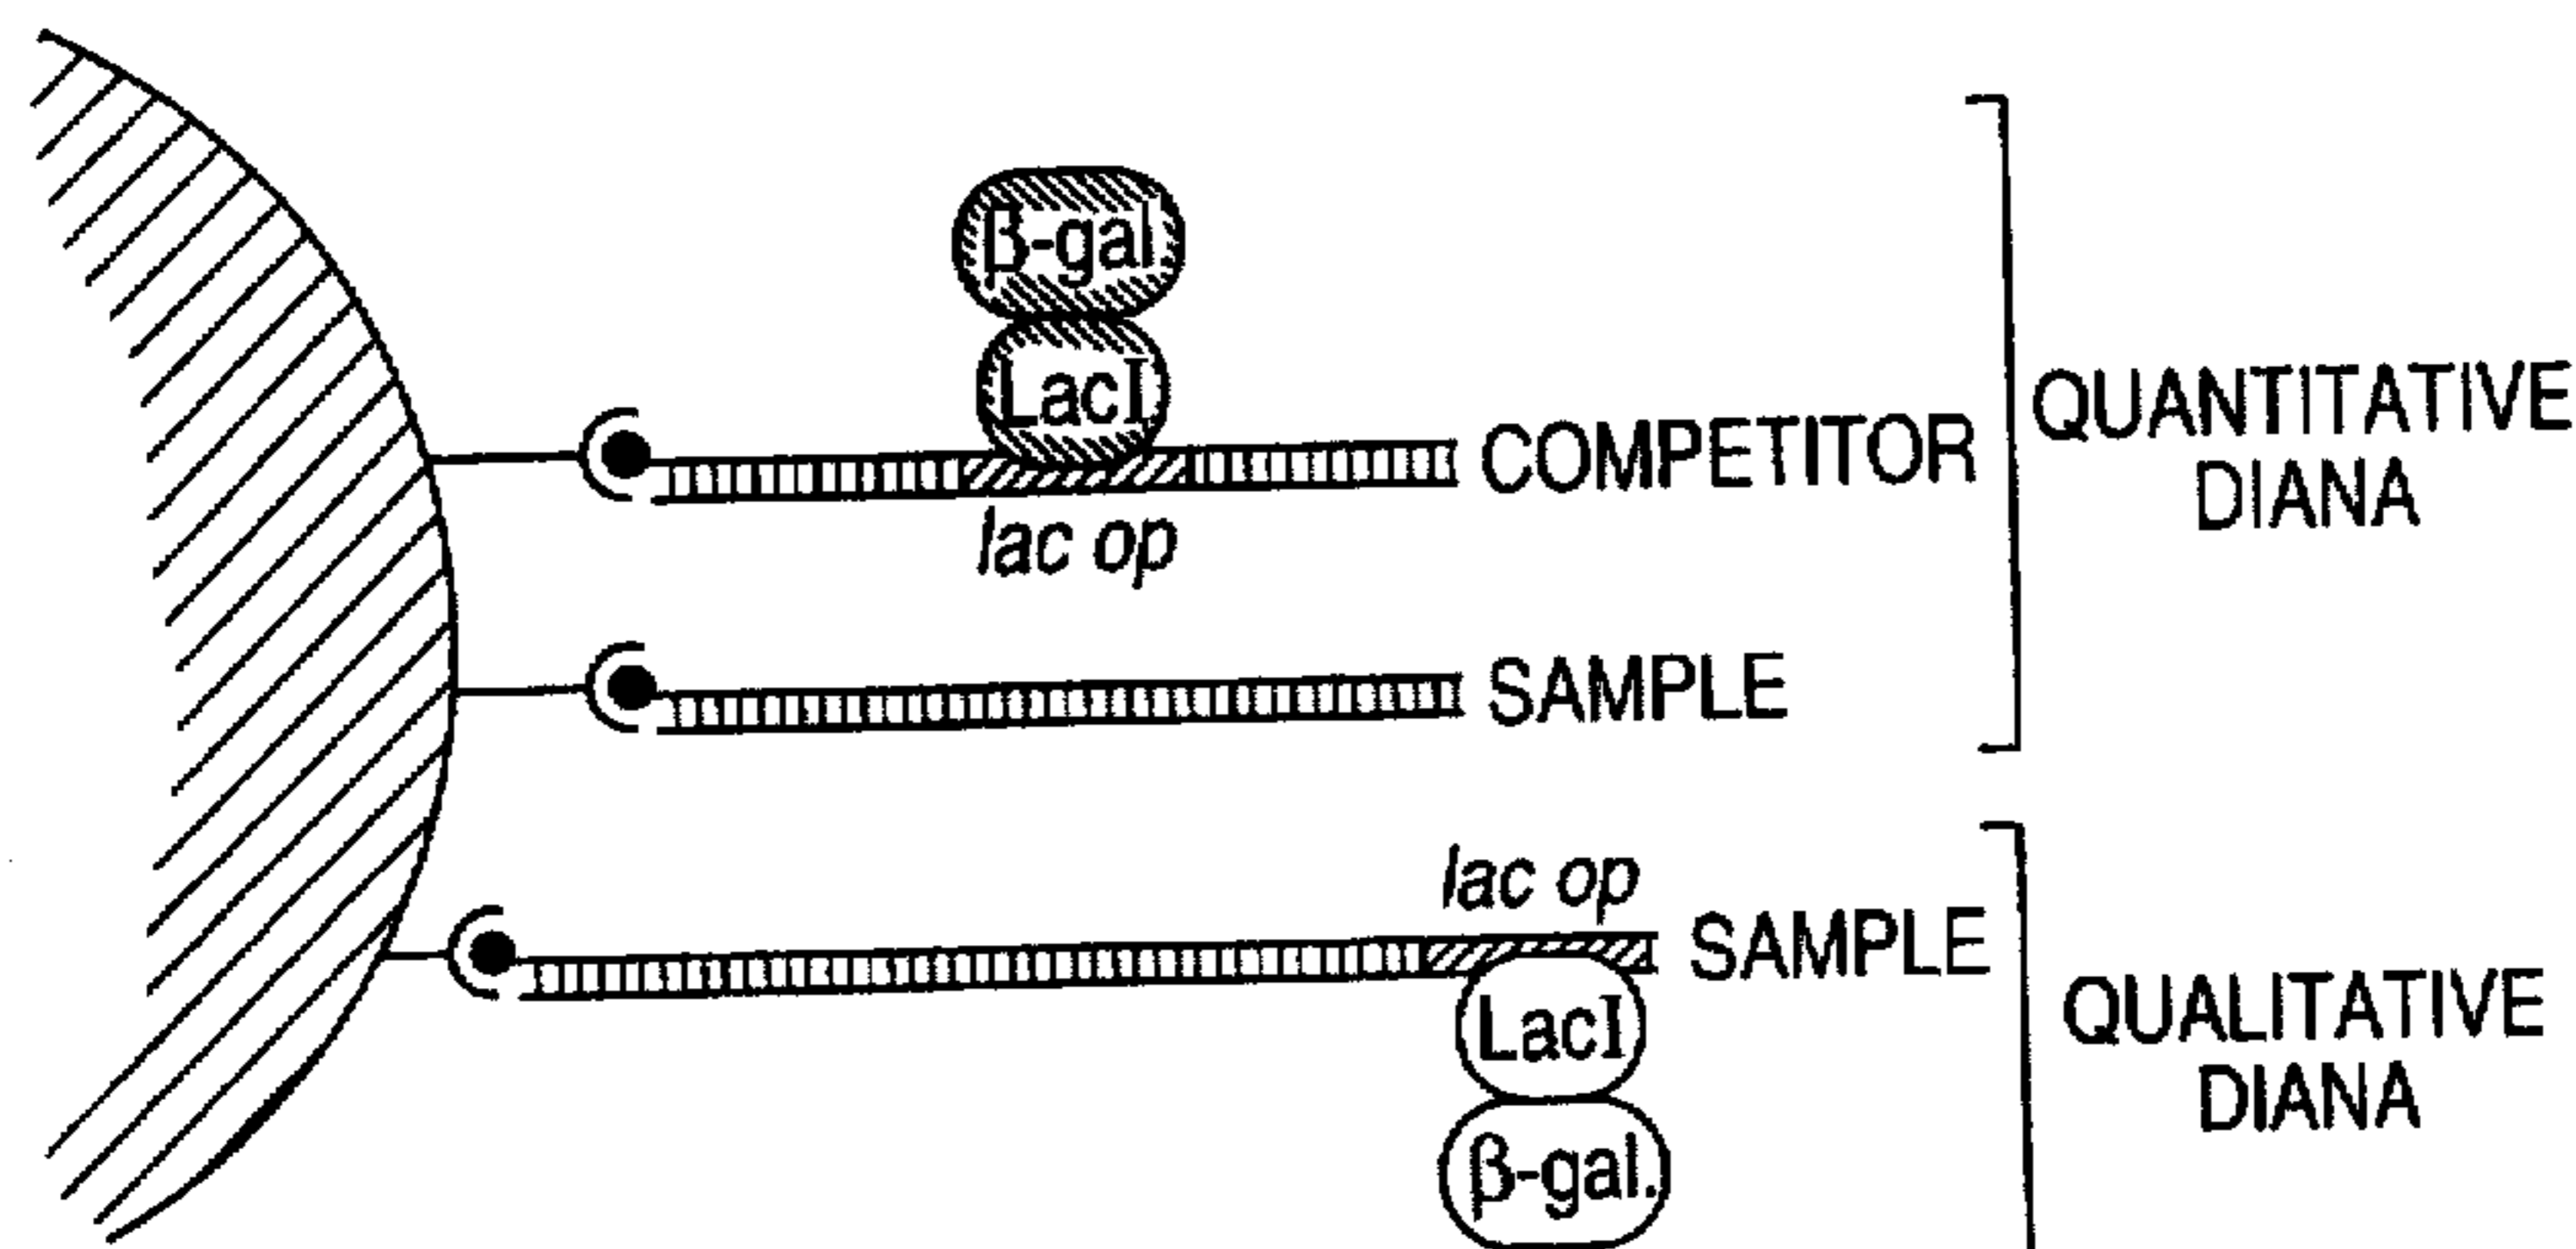 β-gal
LacI
COMPETITOR
lac op
QUANTITATIVE
DIANA
SAMPLE
lac op
SAMPLE
LacI
β-gal.
QUALITATIVE
DIANA